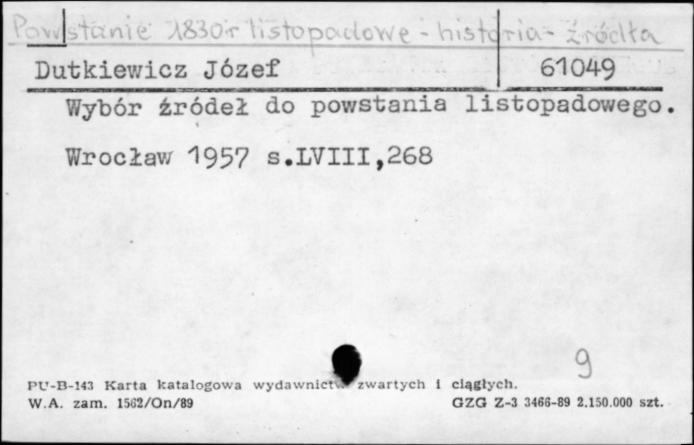 Powstanie 1830 r listopadowe - historia - źródła
Dutkiewicz Józef 61049
Wybór źródeł do powstania listopadowego.
Wrocław 1957 s.LVIII,268
9
PU-B-143 Karta katalogowa wydawnictw zwartych i ciągłych.
W.A. zam. 1562/On/89 GZG Z-3 3466-89 2.150.000 szt.